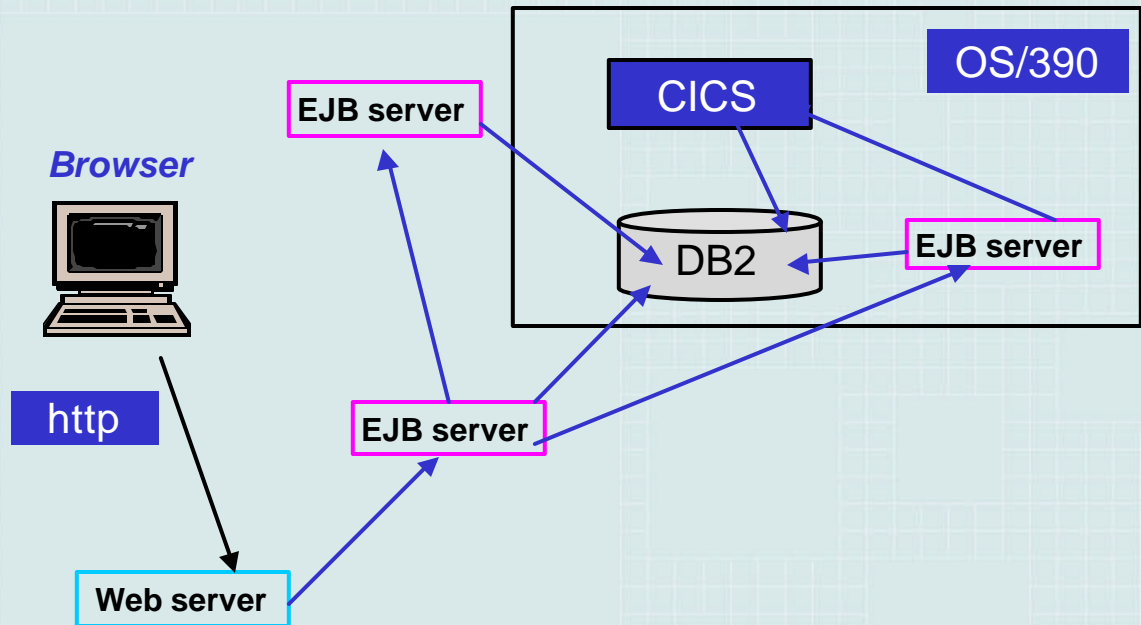 OS/390
CICS
EJB server
Browser
DB2
EJB server
http
EJB server
Web server